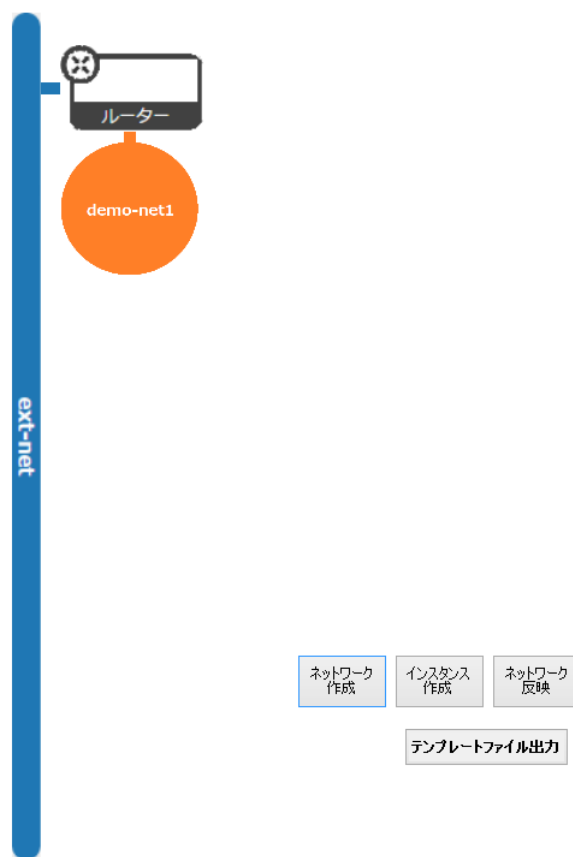 ルーター
demo-net1
ext-net
ネットワーク
作成
インスタンス
作成
ネットワーク
反映
テンプレートファイル出力